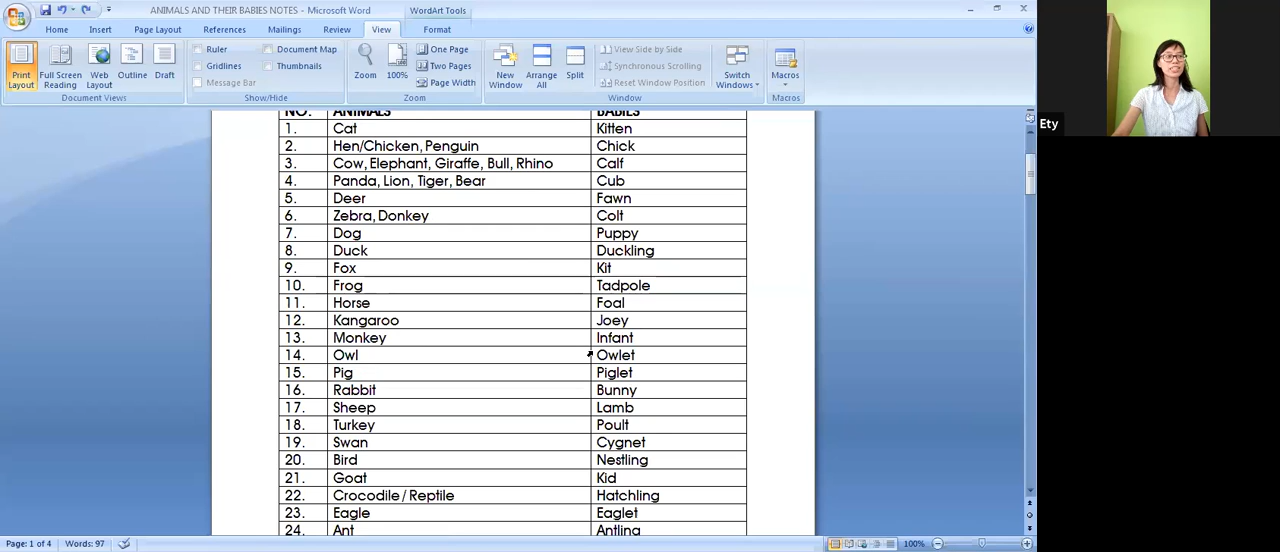 ANIMALS AND THEIR BABIES NOTES - Microsoft Word
WordArt Tools
Home Insert Page Layout References Mailings Review View Format
Print Layout
Full Screen Reading
Web Layout
Outline
Draft
Document Views
Ruler
Gridlines
Message Bar
Document Map
Thumbnails
Show/Hide
Zoom
100%
One Page
Two Pages
Page Width
Zoom
New Window
Arrange All
Split
View Side by Side
Synchronous Scrolling
Reset Window Position
Window
Switch Windows
Macros
Macros
Ety
NO. ANIMALS BABIES
1. Cat Kitten
2. Hen/Chicken, Penguin Chick
3. Cow, Elephant, Giraffe, Bull, Rhino Calf
4. Panda, Lion, Tiger, Bear Cub
5. Deer Fawn
6. Zebra, Donkey Colt
7. Dog Puppy
8. Duck Duckling
9. Fox Kit
10. Frog Tadpole
11. Horse Foal
12. Kangaroo Joey
13. Monkey Infant
14. Owl Owlet
15. Pig Piglet
16. Rabbit Bunny
17. Sheep Lamb
18. Turkey Poult
19. Swan Cygnet
20. Bird Nestling
21. Goat Kid
22. Crocodile / Reptile Hatchling
23. Eagle Eaglet
24. Ant Antling
Page: 1 of 4 Words: 97 100%